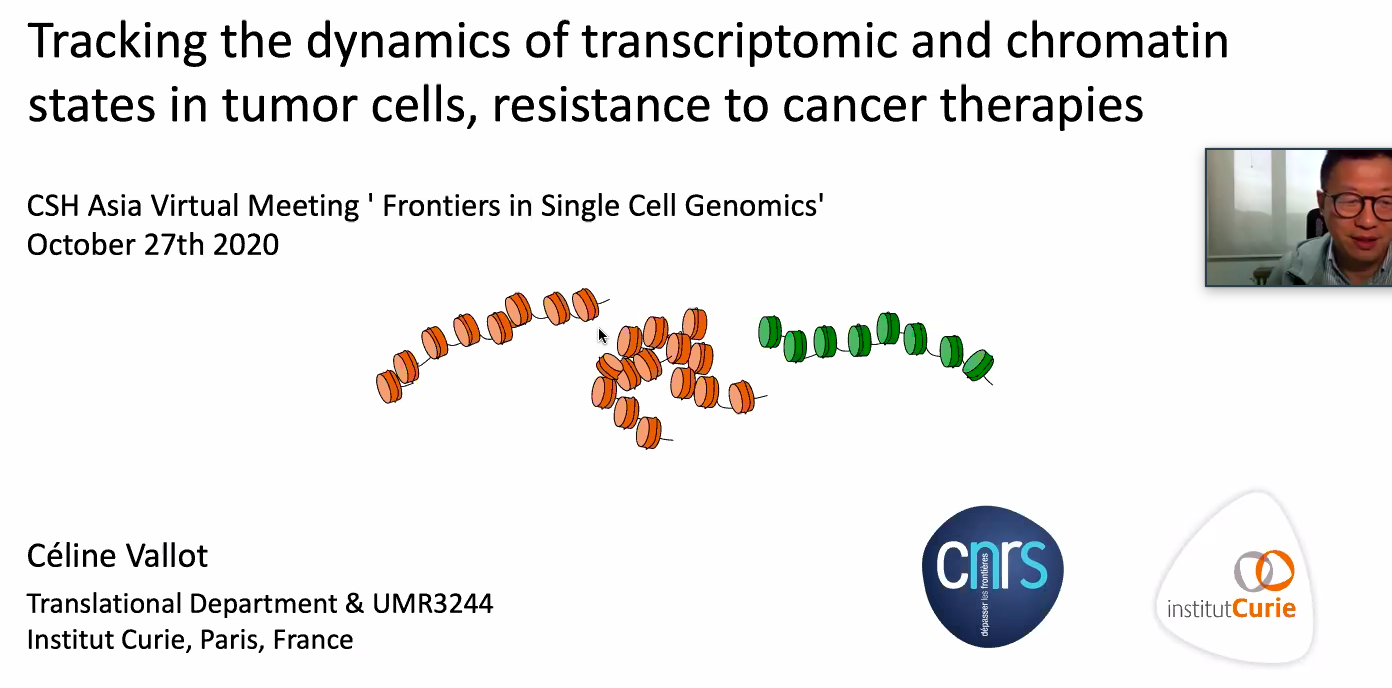 Tracking the dynamics of transcriptomic and chromatin
states in tumor cells, resistance to cancer therapies
CSH Asia Virtual Meeting ' Frontiers in Single Cell Genomics'
October 27th 2020
Céline Vallot
Translational Department & UMR3244
Institut Curie, Paris, France
cnrs
dépasser les frontières
institutCurie